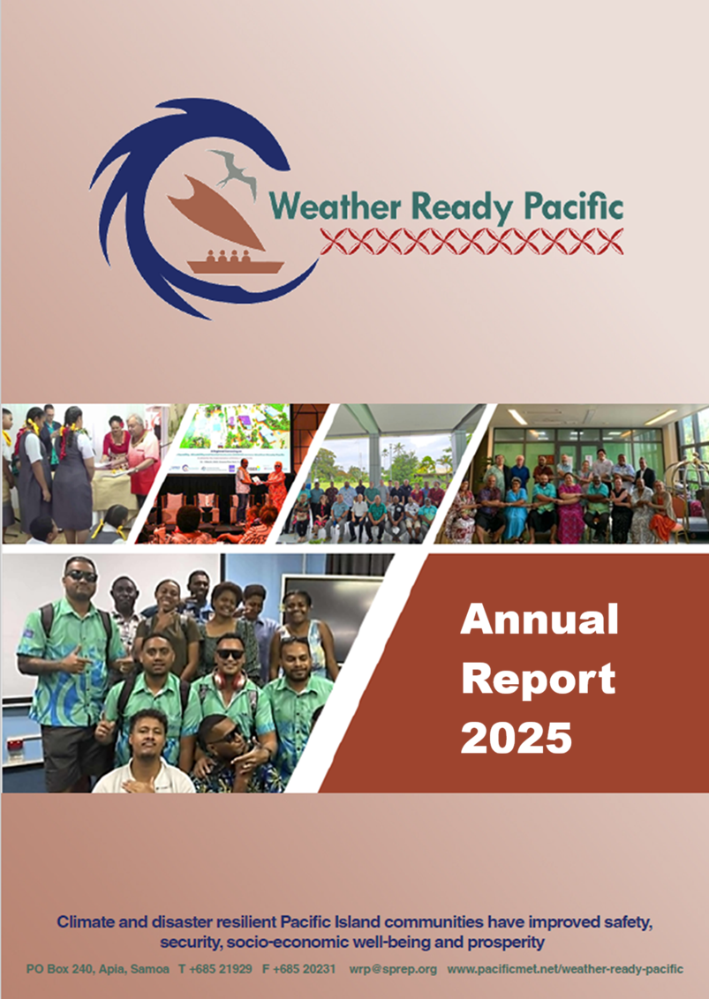 Weather Ready Pacific
Annual
Report
2025
Climate and disaster resilient Pacific Island communities have improved safety,
security, socio-economic well-being and prosperity
PO Box 240, Apia, Samoa T +685 21929 F +685 20231 wrp@sprep.org www.pacificmet.net/weather-ready-pacific